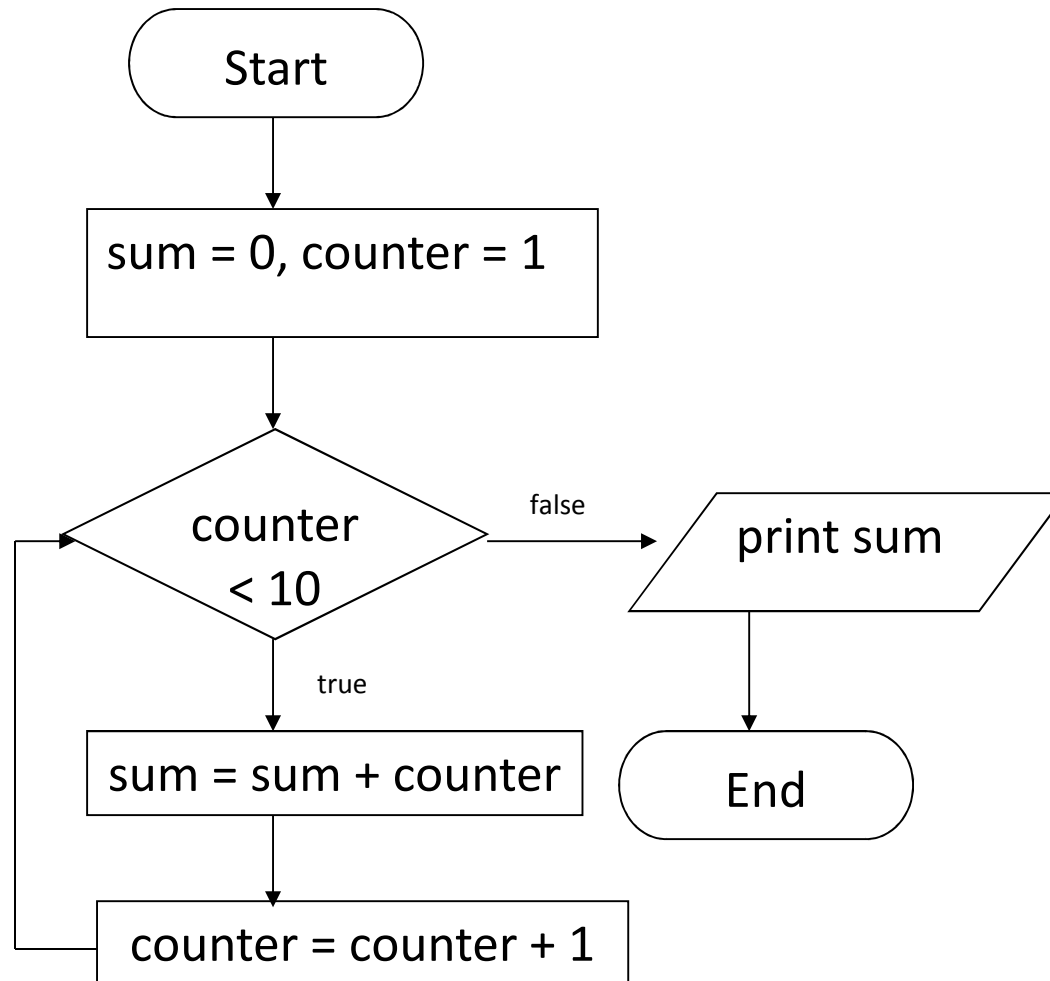 Start
sum = 0, counter = 1
counter
< 10
false
print sum
true
sum = sum + counter
End
counter = counter + 1